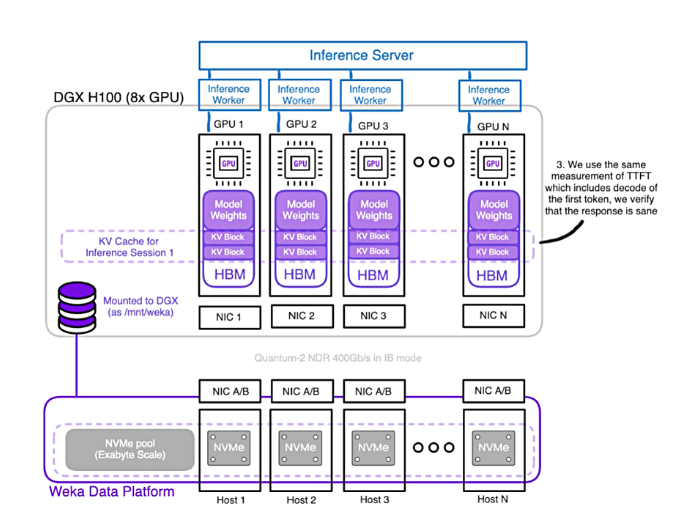 Inference Server
Inference
Worker
Inference
Worker
Inference
Worker
Inference
Worker
DGX H100 (8x GPU)
GPU 1
GPU 2
GPU 3
GPU N
GPU
GPU
GPU
GPU
3. We use the same
measurement of TTFT
which includes decode of
the first token, we verify
that the response is sane
Model
Weights
Model
Weights
Model
Weights
Model
Weights
KV Cache for
Inference Session 1
KV Block
KV Block
KV Block
KV Block
KV Block
KV Block
KV Block
KV Block
HBM
HBM
HBM
HBM
Mounted to DGX
(as /mnt/weka)
NIC 1
NIC 2
NIC 3
NIC N
Quantum-2 NDR 400Gb/s in IB mode
NIC A/B
NIC A/B
NIC A/B
NIC A/B
NVMe pool
(Exabyte Scale)
NVMe
NVMe
NVMe
NVMe
Weka Data Platform
Host 1
Host 2
Host 3
Host N